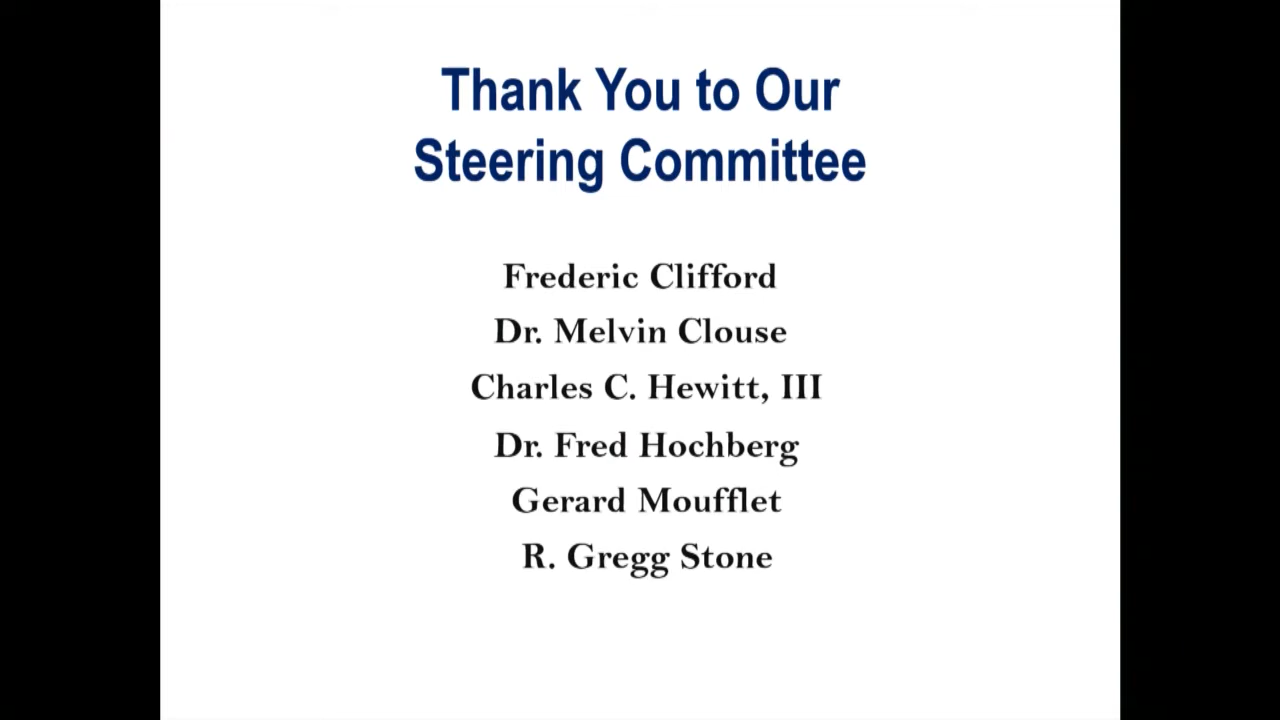 Thank You to Our
Steering Committee
Frederic Clifford
Dr. Melvin Clouse
Charles C. Hewitt, III
Dr. Fred Hochberg
Gerard Moufflet
R. Gregg Stone